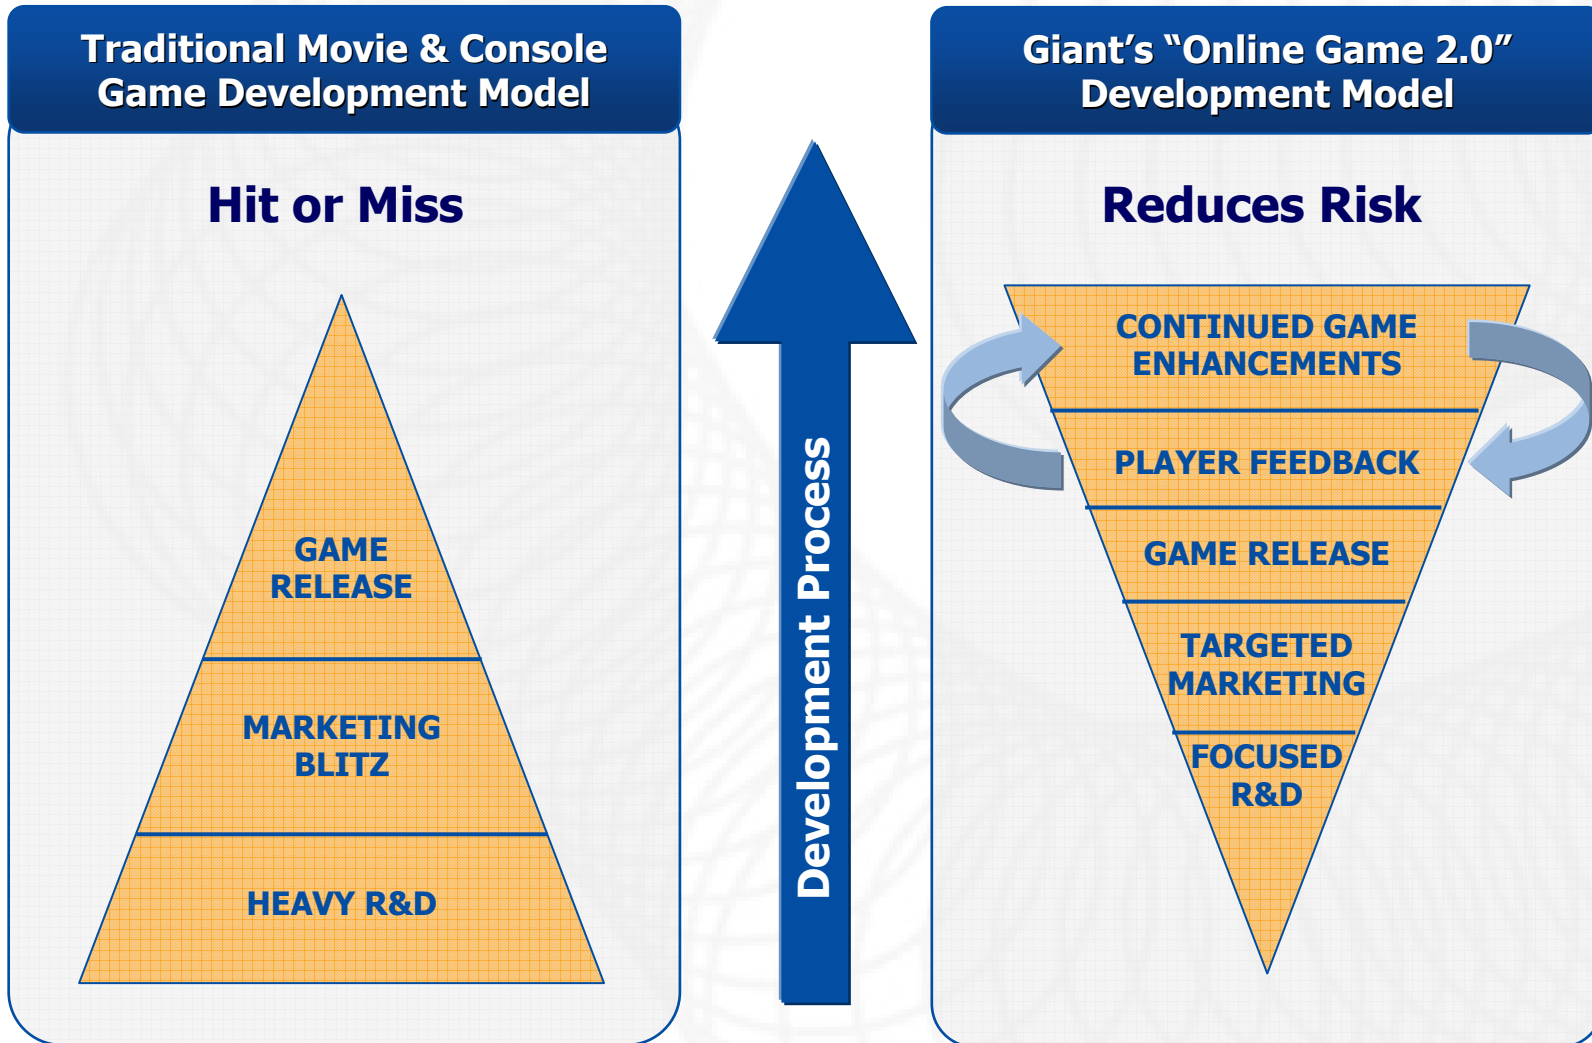 Traditional Movie & Console
Game Development Model
Hit or Miss
GAME
RELEASE
MARKETING
BLITZ
HEAVY R&D
Development Process
Giant’s “Online Game 2.0”
Development Model
Reduces Risk
CONTINUED GAME
ENHANCEMENTS
PLAYER FEEDBACK
GAME RELEASE
TARGETED
MARKETING
FOCUSED
R&D